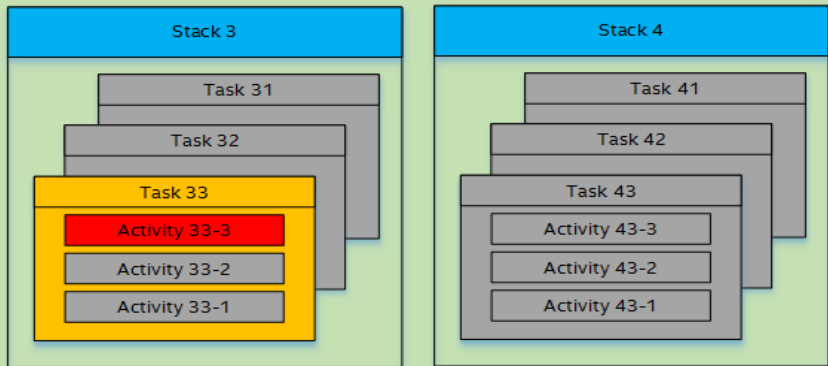 Stack 3
Task 31
Task 32
Task 33
Activity 33-3
Activity 33-2
Activity 33-1
Stack 4
Task 41
Task 42
Task 43
Activity 43-3
Activity 43-2
Activity 43-1